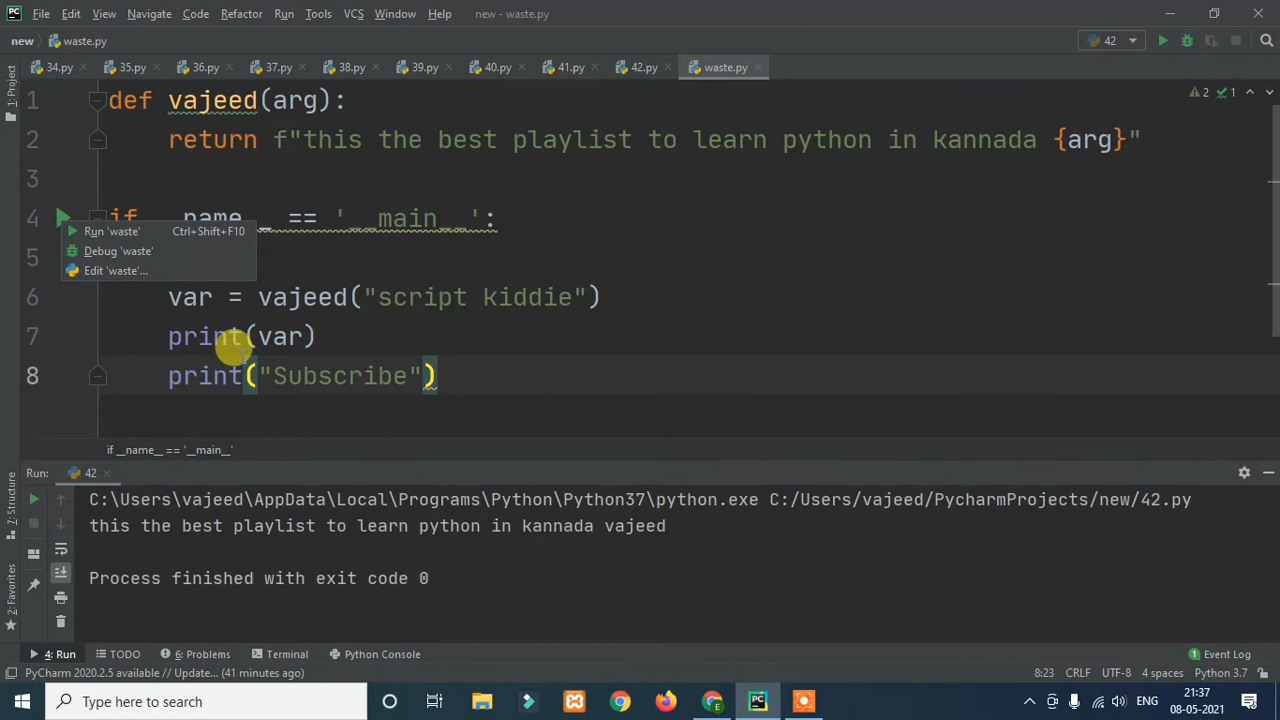 File Edit View Navigate Code Refactor Run Tools VCS Window Help new - waste.py
new waste.py 42
34.py 35.py 36.py 37.py 38.py 39.py 40.py 41.py 42.py waste.py
1 def vajeed(arg): 2 1
2 return f"this the best playlist to learn python in kannada {arg}"
3
4 if __name__ == '__main__':
Run 'waste' Ctrl+Shift+F10
Debug 'waste'
5
Edit 'waste'...
6 var = vajeed("script kiddie")
7 print(var)
8 print("Subscribe")
if __name__ == '__main__'
Run: 42
C:\Users\vajeed\AppData\Local\Programs\Python\Python37\python.exe C:/Users/vajeed/PycharmProjects/new/42.py
this the best playlist to learn python in kannada vajeed
Process finished with exit code 0
1: Project
Z: Structure
2: Favorites
4: Run TODO 6: Problems Terminal Python Console 1 Event Log
PyCharm 2020.2.5 available // Update... (41 minutes ago) 8:23 CRLF UTF-8 4 spaces Python 3.7
Type here to search ENG 21:37
08-05-2021